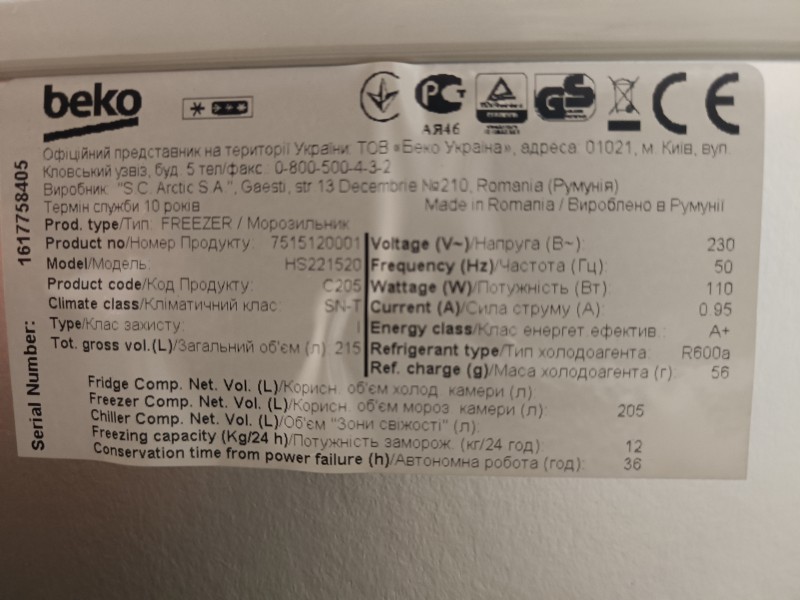 beko
АЯ46
Офіційний представник на території України: ТОВ «Беко Україна», адреса: 01021, м. Київ, вул.
Кловський узвіз, буд. 5 тел/факс.: 0-800-500-4-3-2
Виробник: "S.C. Arctic S.A.", Gaesti, str 13 Decembrie №210, Romania (Румунія)
Термін служби 10 років
Made in Romania / Вироблено в Румунії
Prod. type/Тип: FREEZER / Морозильник
Product no/Номер Продукту: 7515120001
Model/Модель: HS221520
Product code/Код Продукту: C205
Climate class/Кліматичний клас: SN-T
Type/Клас захисту: I
Tot. gross vol.(L)/Загальний об'єм (л) 215
Voltage (V~)/Напруга (В~): 230
Frequency (Hz)/Частота (Гц): 50
Wattage (W)/Потужність (Вт): 110
Current (A)/Сила струму (А): 0.95
Energy class/Клас енергет ефектив.: A+
Refrigerant type/Тип холодоагента: R600a
Ref. charge (g)/Маса холодоагента (г): 56
Fridge Comp. Net. Vol. (L)/Корисн. об'єм холод. камери (л)
Freezer Comp. Net. Vol. (L)/Корисн. об'єм мороз. камери (л): 205
Chiller Comp. Net. Vol. (L)/Об'єм "Зони свіжості" (л):
Freezing capacity (Kg/24 h)/Потужність заморож. (кг/24 год): 12
Conservation time from power failure (h)/Автономна робота (год): 36
Serial Number: 1617758405